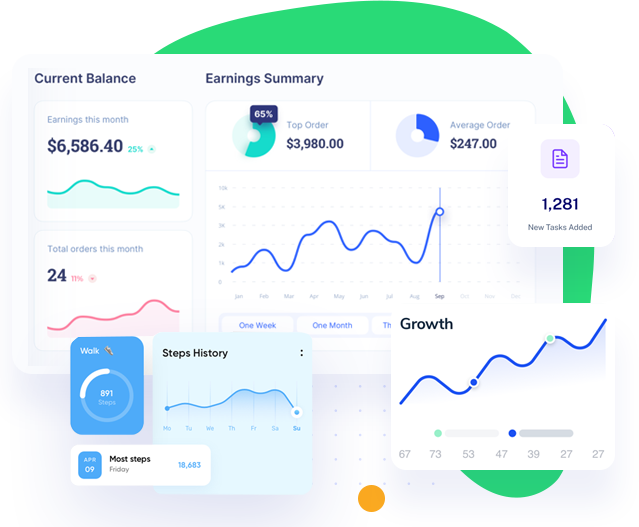 Current Balance
Earnings this month
$6,586.40 25%
Total orders this month
24 11%
Earnings Summary
65%
Top Order
$3,980.00
Average Order
$247.00
10k
5K
3K
2k
1k
0
Jan Feb Mar Apr May Jun Jul Aug Sep Oct Nov Dec
One Week One Month Th
1,281
New Tasks Added
Walk
891
Steps
Steps History
Mo Tu We Th Fr Sa Su
APR
09
Most steps
Friday
18,683
Growth
67 73 53 47 39 27 27